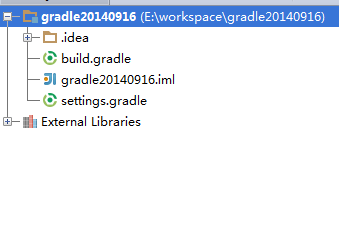 gradle20140916 (E:\workspace\gradle20140916)
.idea
build.gradle
gradle20140916.iml
settings.gradle
External Libraries